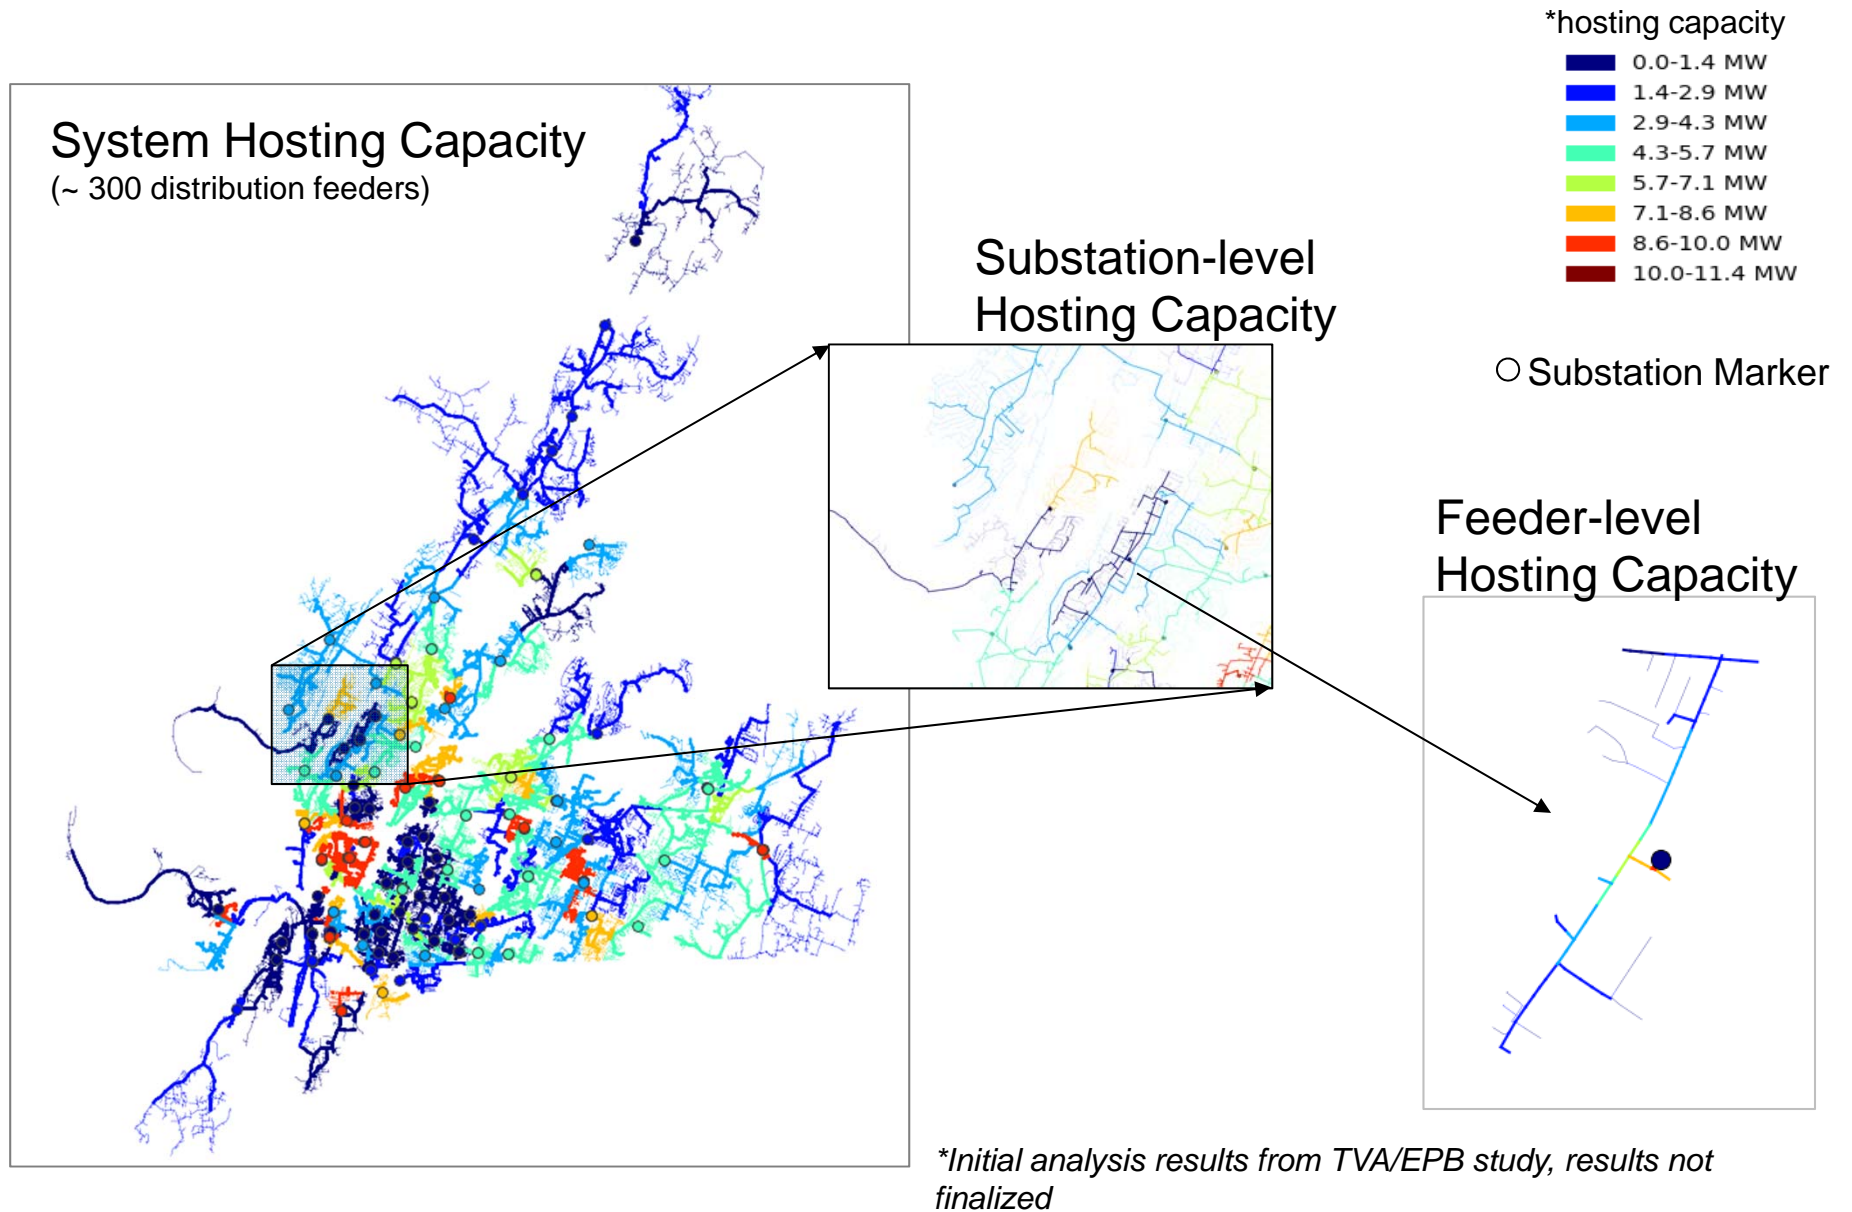 *hosting capacity
0.0-1.4 MW
1.4-2.9 MW
2.9-4.3 MW
4.3-5.7 MW
5.7-7.1 MW
7.1-8.6 MW
8.6-10.0 MW
10.0-11.4 MW
System Hosting Capacity
(~ 300 distribution feeders)
Substation-level
Hosting Capacity
Substation Marker
Feeder-level
Hosting Capacity
*Initial analysis results from TVA/EPB study, results not
finalized